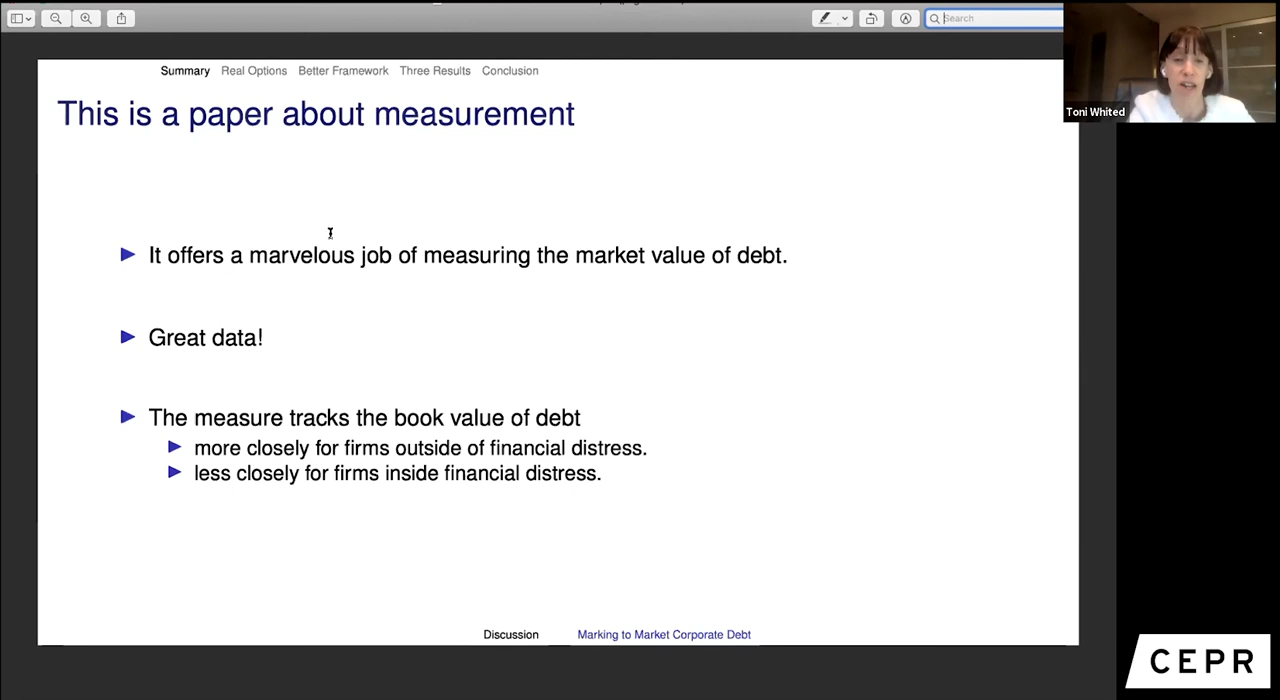 Search
Toni Whited
Summary Real Options Better Framework Three Results Conclusion
This is a paper about measurement
It offers a marvelous job of measuring the market value of debt.
Great data!
The measure tracks the book value of debt
more closely for firms outside of financial distress.
less closely for firms inside financial distress.
Discussion Marking to Market Corporate Debt
CEPR